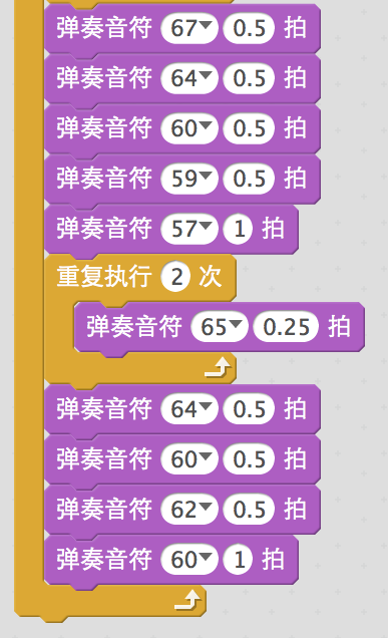 弹奏音符 67 0.5 拍
弹奏音符 64 0.5 拍
弹奏音符 60 0.5 拍
弹奏音符 59 0.5 拍
弹奏音符 57 1 拍
重复执行 2 次
弹奏音符 65 0.25 拍
弹奏音符 64 0.5 拍
弹奏音符 60 0.5 拍
弹奏音符 62 0.5 拍
弹奏音符 60 1 拍